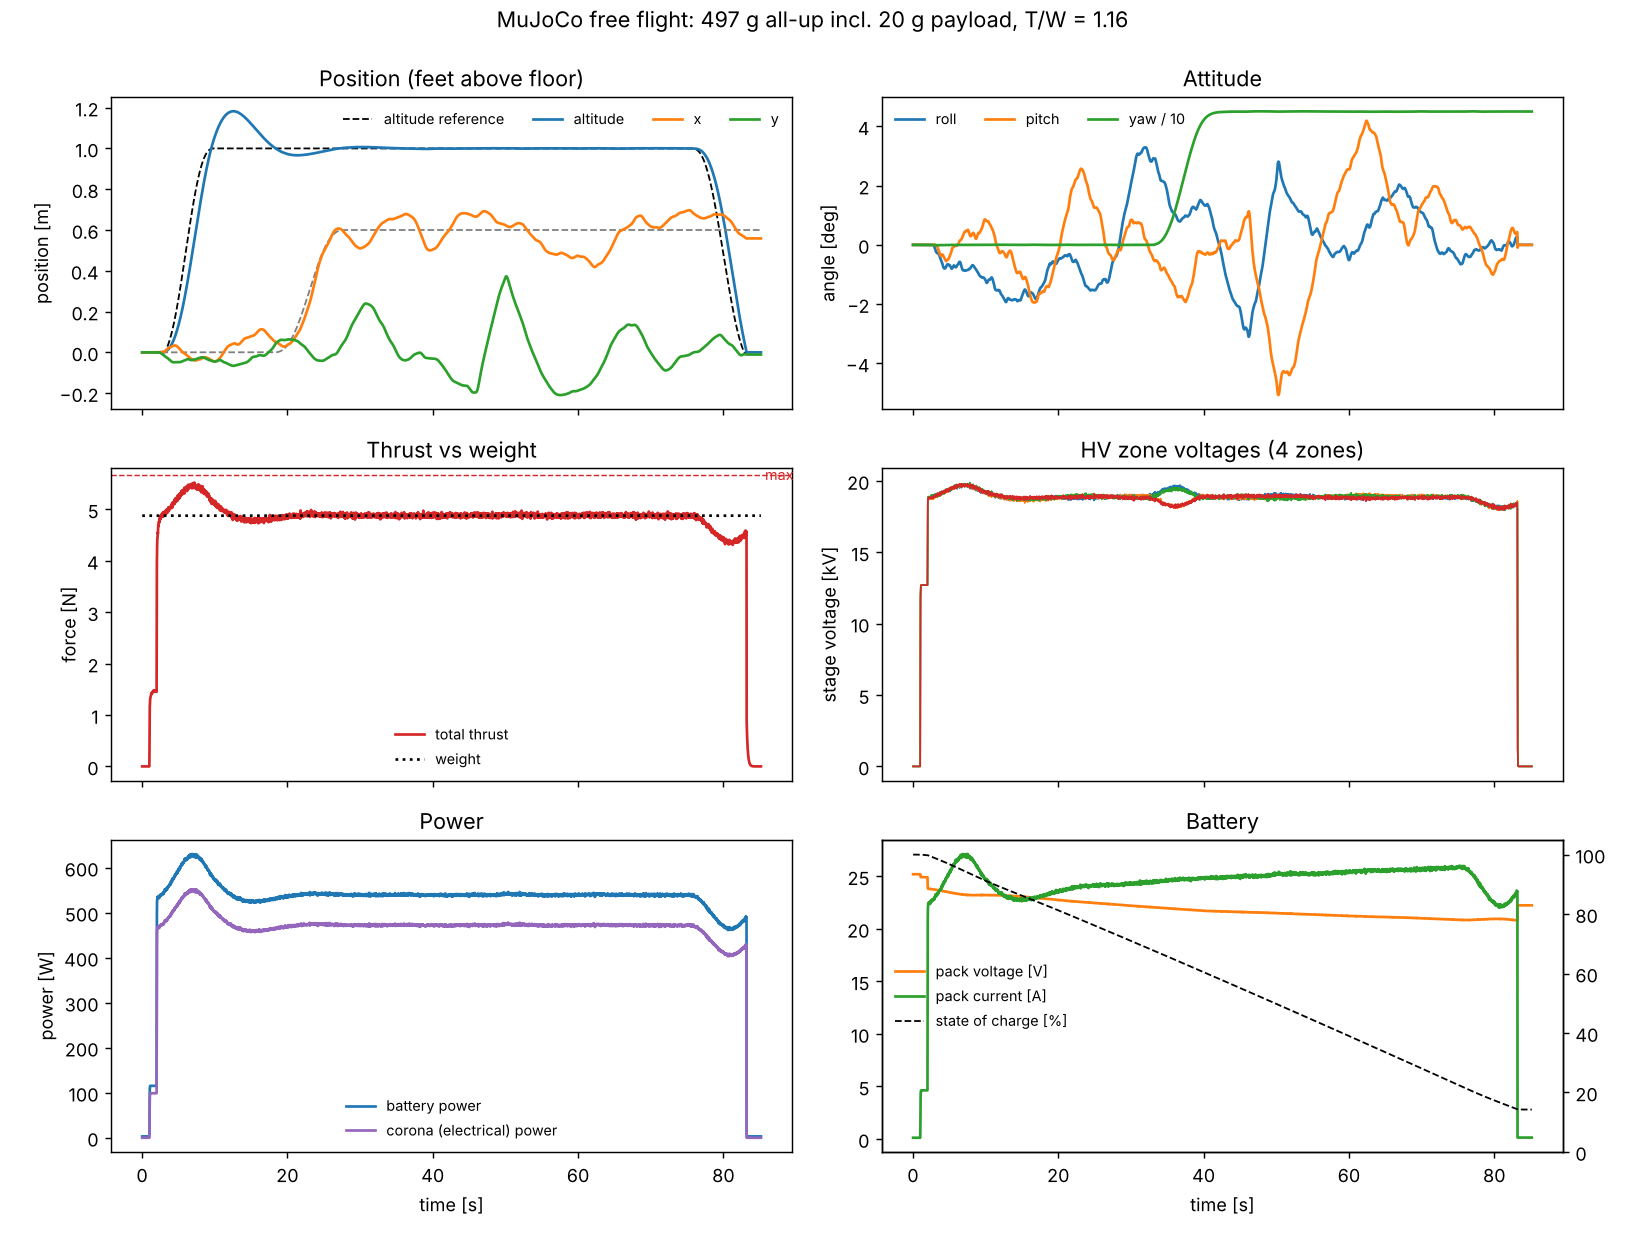 MuJoCo free flight: 497 g all-up incl. 20 g payload, T/W = 1.16
Position (feet above floor)
altitude reference altitude x y
position [m]
1.2
1.0
0.8
0.6
0.4
0.2
0.0
−0.2
Attitude
roll pitch yaw / 10
angle [deg]
4
2
0
−2
−4
Thrust vs weight
max
force [N]
5
4
3
2
1
0
total thrust
weight
HV zone voltages (4 zones)
stage voltage [kV]
20
15
10
5
0
Power
power [W]
600
500
400
300
200
100
0
battery power
corona (electrical) power
0 20 40 60 80
time [s]
Battery
25
20
15
10
5
0
pack voltage [V]
pack current [A]
state of charge [%]
100
80
60
40
20
0
0 20 40 60 80
time [s]